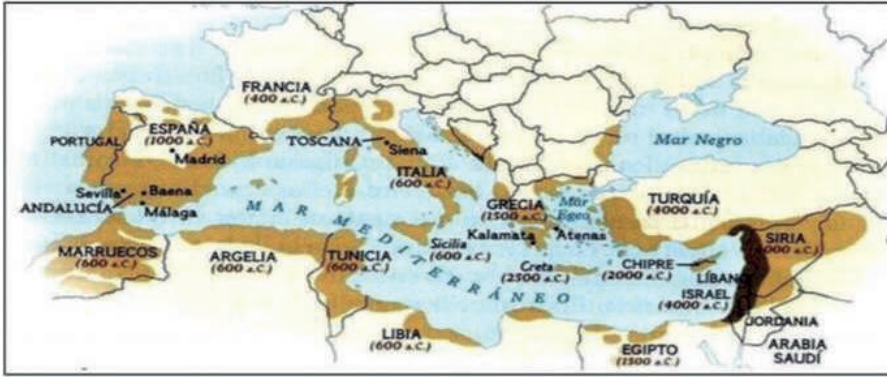 FRANCIA
(400 a.C.)
PORTUGAL
ESPAÑA
(1000 a.C.)
Madrid
TOSCANA
Siena
Mar Negro
Sevilla
Baena
ANDALUCÍA
Málaga
ITALIA
(600 a.C.)
GRECIA
(1500 a.C.)
Mar
Egeo
TURQUÍA
(4000 a.C.)
MAR MEDITERRÁNEO
Kalamata
Atenas
MARRUECOS
(600 a.C.)
ARGELIA
(600 a.C.)
TUNICIA
(600 a.C.)
Sicilia
(600 a.C.)
Creta
(2500 a.C.)
CHIPRE
(2000 a.C.)
SIRIA
(4000 a.C.)
LÍBANO
ISRAEL
(4000 a.C.)
JORDANIA
LIBIA
(600 a.C.)
EGIPTO
(1500 a.C.)
ARABIA
SAUDÍ